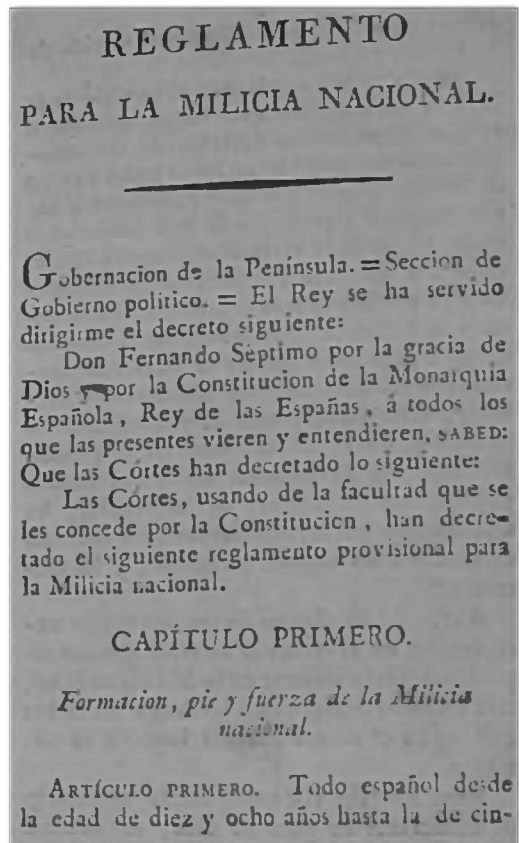 REGLAMENTO
PARA LA MILICIA NACIONAL.
Gobernacion de la Península. = Seccion de
Gobierno político. = El Rey se ha servido
dirigirme el decreto siguiente:
Don Fernando Séptimo por la gracia de
Dios y por la Constitucion de la Monarquía
Española, Rey de las Españas, á todos los
que las presentes vieren y entendieren, SABED:
Que las Córtes han decretado lo siguiente:
Las Córtes, usando de la facultad que se
les concede por la Constitucion, han decre-
tado el siguiente reglamento provisional para
la Milicia nacional.
CAPÍTULO PRIMERO.
Formacion, pie y fuerza de la Milicia
nacional.
ARTÍCULO PRIMERO. Todo español desde
la edad de diez y ocho años hasta la de cin-